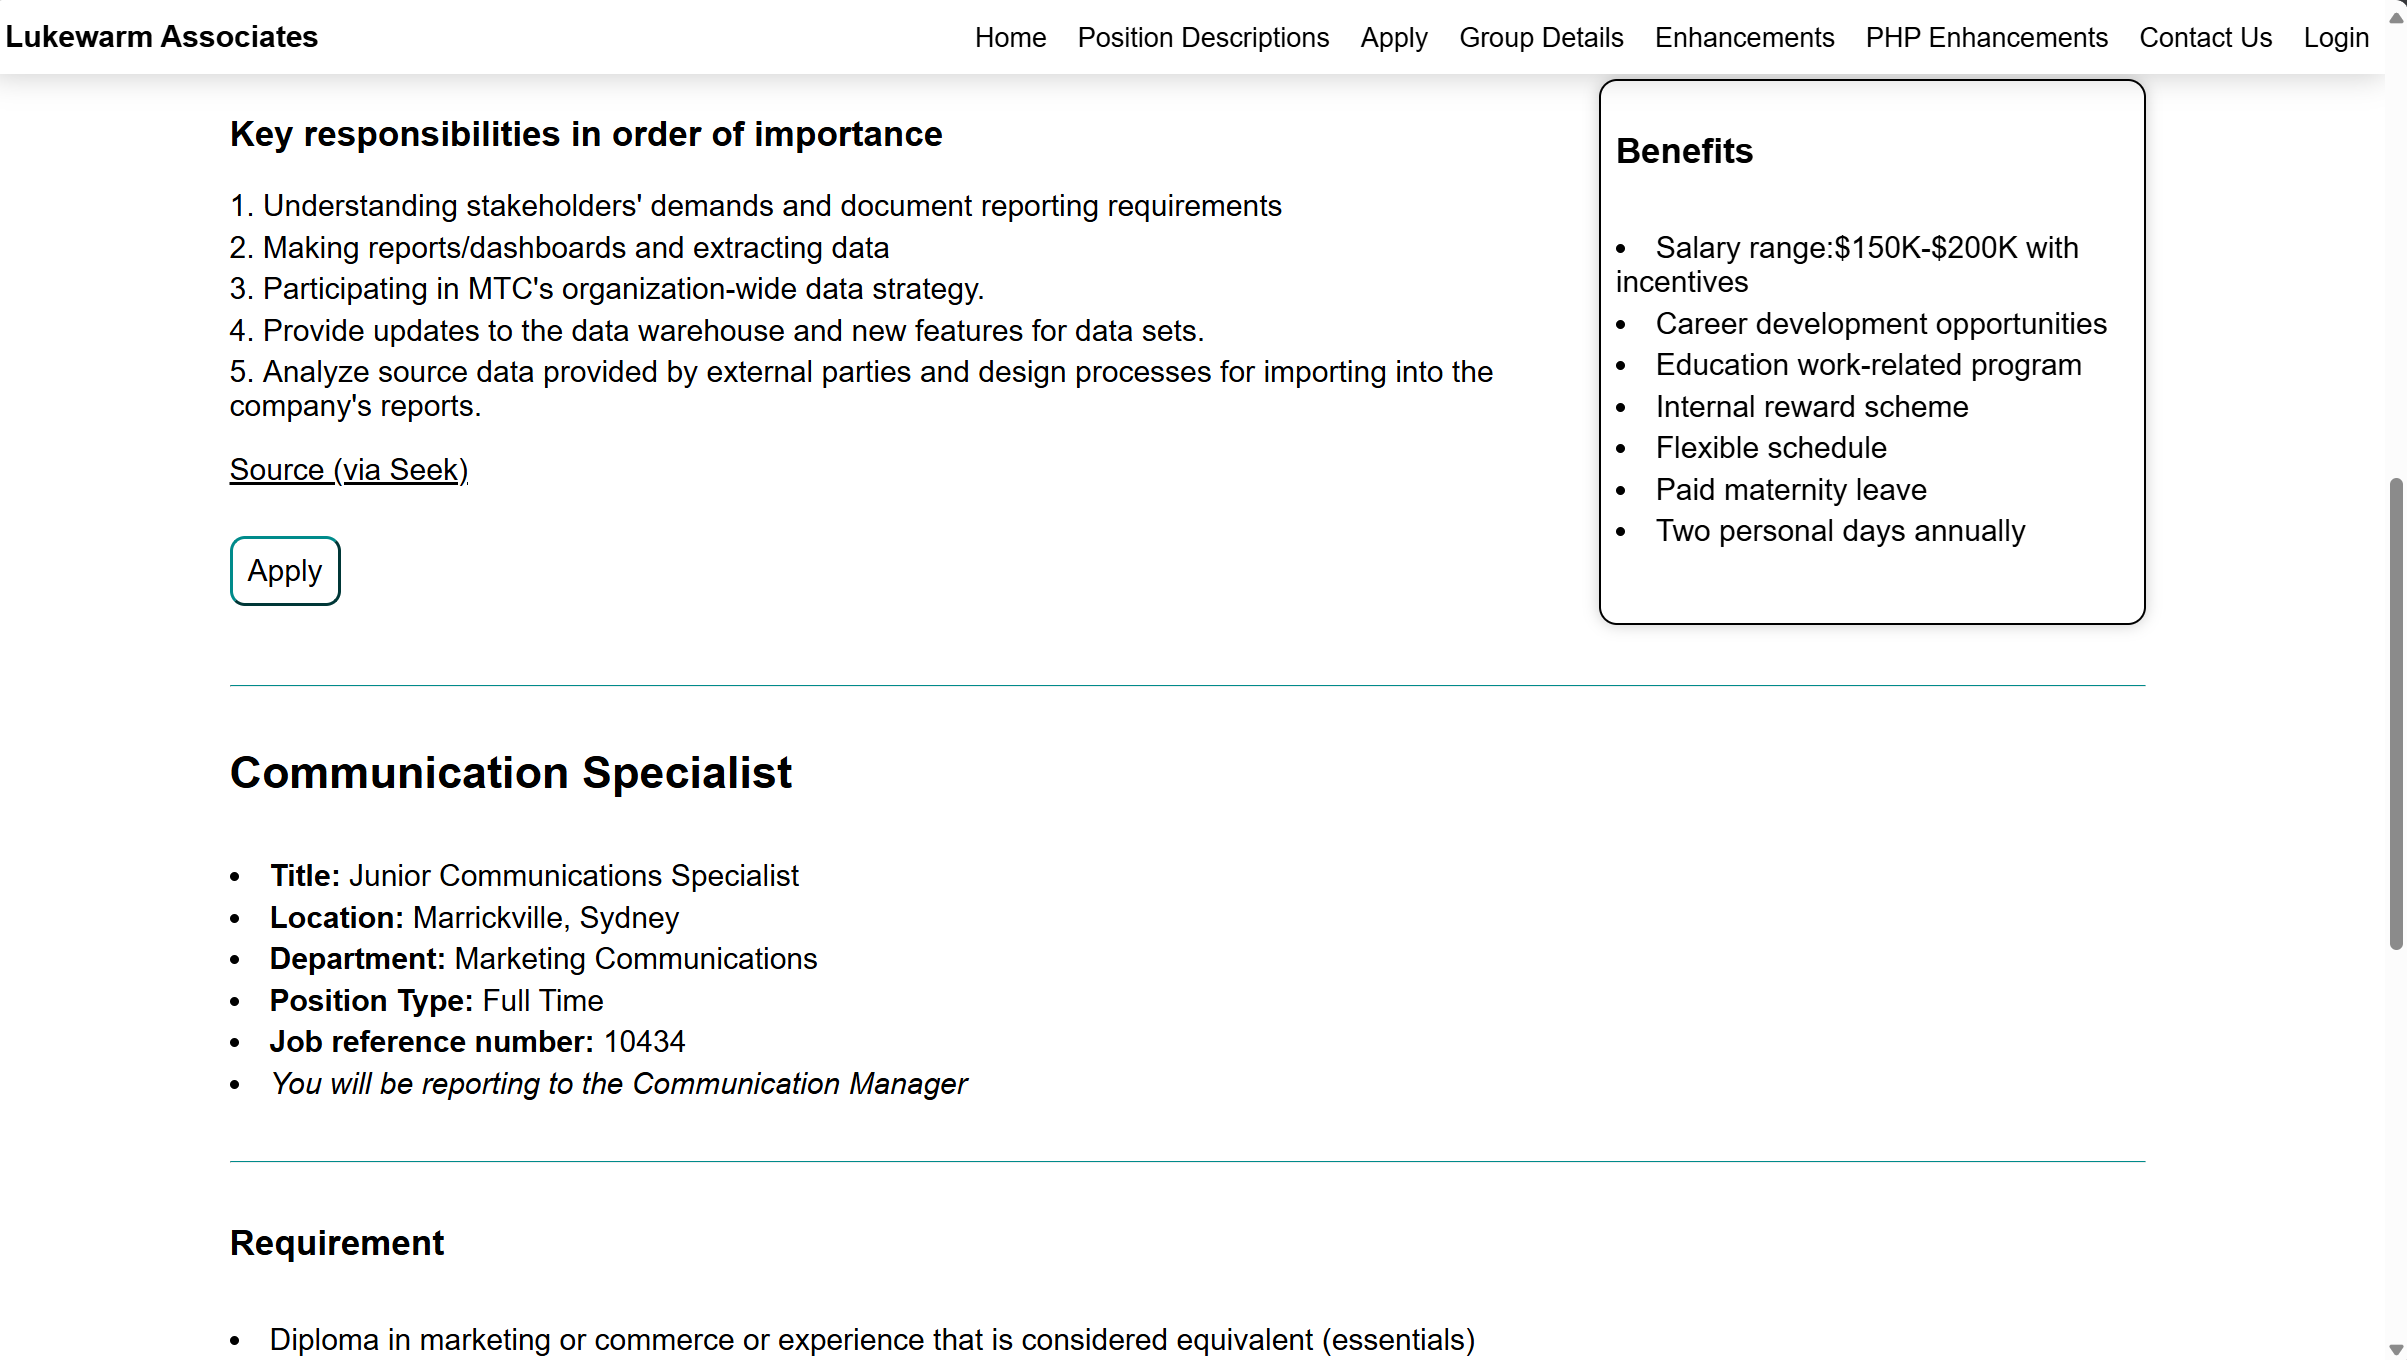 Lukewarm Associates
Home Position Descriptions Apply Group Details Enhancements PHP Enhancements Contact Us Login
Key responsibilities in order of importance
1. Understanding stakeholders' demands and document reporting requirements
2. Making reports/dashboards and extracting data
3. Participating in MTC's organization-wide data strategy.
4. Provide updates to the data warehouse and new features for data sets.
5. Analyze source data provided by external parties and design processes for importing into the
company's reports.
Source (via Seek)
Apply
Benefits
• Salary range:$150K-$200K with
incentives
• Career development opportunities
• Education work-related program
• Internal reward scheme
• Flexible schedule
• Paid maternity leave
• Two personal days annually
Communication Specialist
• Title: Junior Communications Specialist
• Location: Marrickville, Sydney
• Department: Marketing Communications
• Position Type: Full Time
• Job reference number: 10434
• You will be reporting to the Communication Manager
Requirement
• Diploma in marketing or commerce or experience that is considered equivalent (essentials)